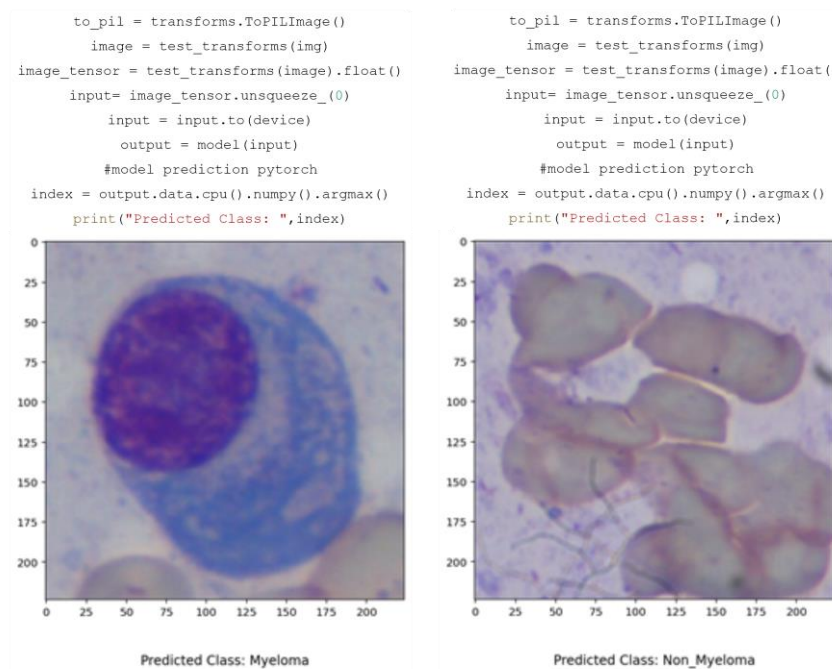 to_pil = transforms.ToPILImage()
image = test_transforms(img)
image_tensor = test_transforms(image).float()
input= image_tensor.unsqueeze_(0)
input = input.to(device)
output = model(input)
#model prediction pytorch
index = output.data.cpu().numpy().argmax()
print("Predicted Class: ",index)
0
25
50
75
100
125
150
175
200
0 25 50 75 100 125 150 175 200
Predicted Class: Myeloma
to_pil = transforms.ToPILImage()
image = test_transforms(img)
image_tensor = test_transforms(image).float(
input= image_tensor.unsqueeze_(0)
input = input.to(device)
output = model(input)
#model prediction pytorch
index = output.data.cpu().numpy().argmax()
print("Predicted Class: ",index)
0
25
50
75
100
125
150
175
200
0 25 50 75 100 125 150 175 200
Predicted Class: Non_Myeloma